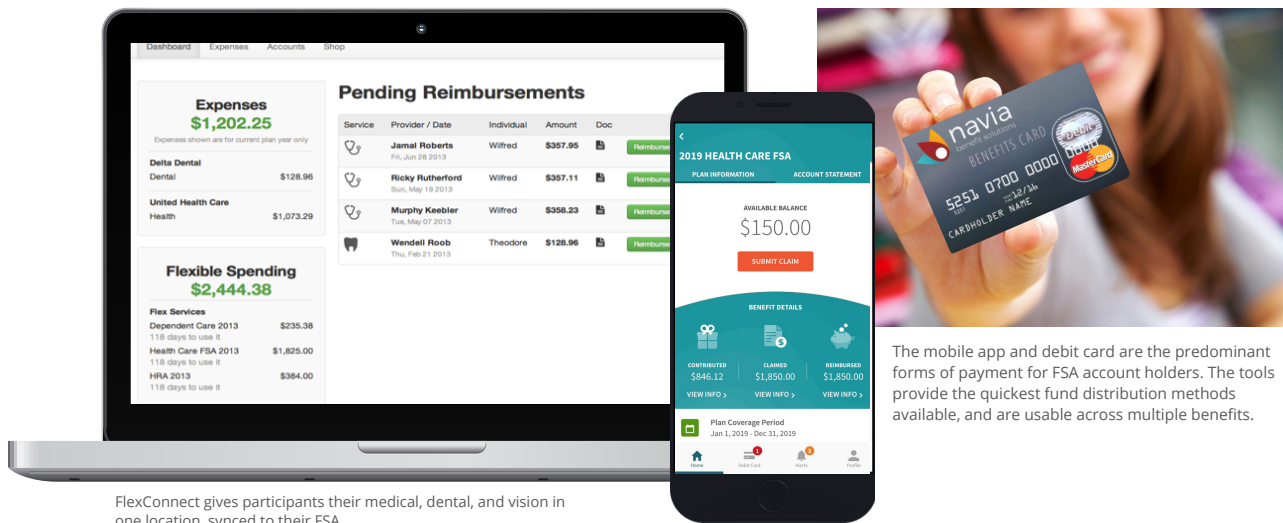 Dashboard Expenses Accounts Shop
Expenses
$1,202.25
Expenses shown are for current plan year only
Delta Dental
Dental $128.96
United Health Care
Health $1,073.29
Flexible Spending
$2,444.38
Flex Services
Dependent Care 2013 $235.38
118 days to use it
Health Care FSA 2013 $1,825.00
118 days to use it
HRA 2013 $384.00
118 days to use it
Pending Reimbursements
Service Provider / Date Individual Amount Doc
Jamal Roberts Wilfred $357.95 Reimburse
Fri, Jun 28 2013
Ricky Rutherford Wilfred $357.11 Reimburse
Sun, May 19 2013
Murphy Keebler Wilfred $358.23 Reimburse
Tue, May 07 2013
Wendell Roob Theodore $128.96 Reimburse
Thu, Feb 21 2013
FlexConnect gives participants their medical, dental, and vision in
one location, synced to their FSA
2019 HEALTH CARE FSA
PLAN INFORMATION ACCOUNT STATEMENT
AVAILABLE BALANCE
$150.00
SUBMIT CLAIM
BENEFIT DETAILS
CONTRIBUTED CLAIMED REIMBURSED
$846.12 $1,850.00 $1,850.00
VIEW INFO > VIEW INFO > VIEW INFO >
Plan Coverage Period
Jan 1, 2019 - Dec 31, 2019
1 3
Home Debit Card Alerts Profile
navia
benefit solutions
BENEFITS CARD
Debit
MasterCard
5251 0700 0000 0000
5251 12/16
CARDHOLDER NAME
The mobile app and debit card are the predominant
forms of payment for FSA account holders. The tools
provide the quickest fund distribution methods
available, and are usable across multiple benefits.